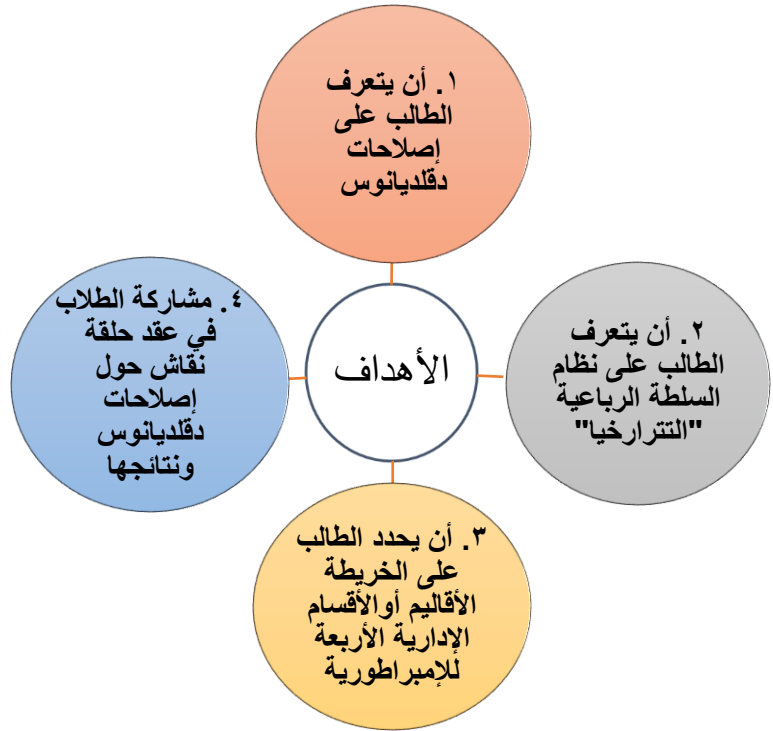 ١. أن يتعرف
الطالب على
إصلاحات
دقلديانوس
٢. أن يتعرف
الطالب على نظام
السلطة الرباعية
"التترارخيا"
٣. أن يحدد الطالب
على الخريطة
الأقاليم أوالأقسام
الإدارية الأربعة
للإمبراطورية
٤. مشاركة الطلاب
في عقد حلقة
نقاش حول
إصلاحات
دقلديانوس
ونتائجها
الأهداف